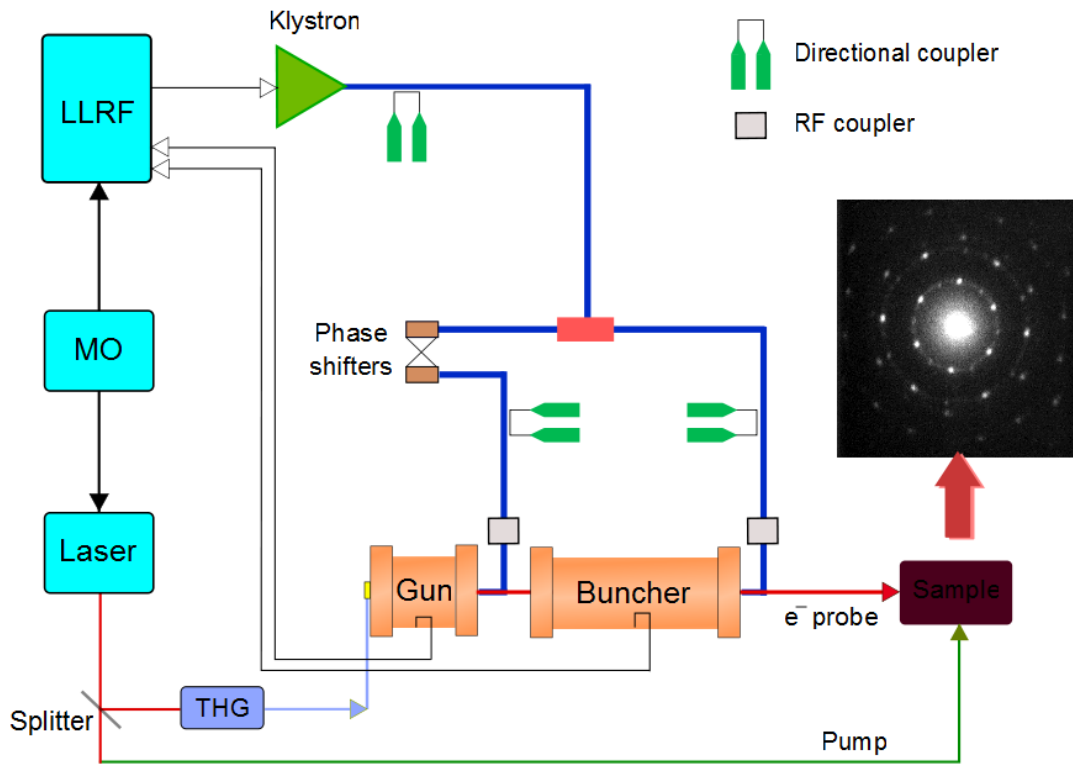 Klystron
Directional coupler
LLRF
RF coupler
MO
Phase
shifters
Laser
Gun
Buncher
Sample
e⁻ probe
THG
Splitter
Pump